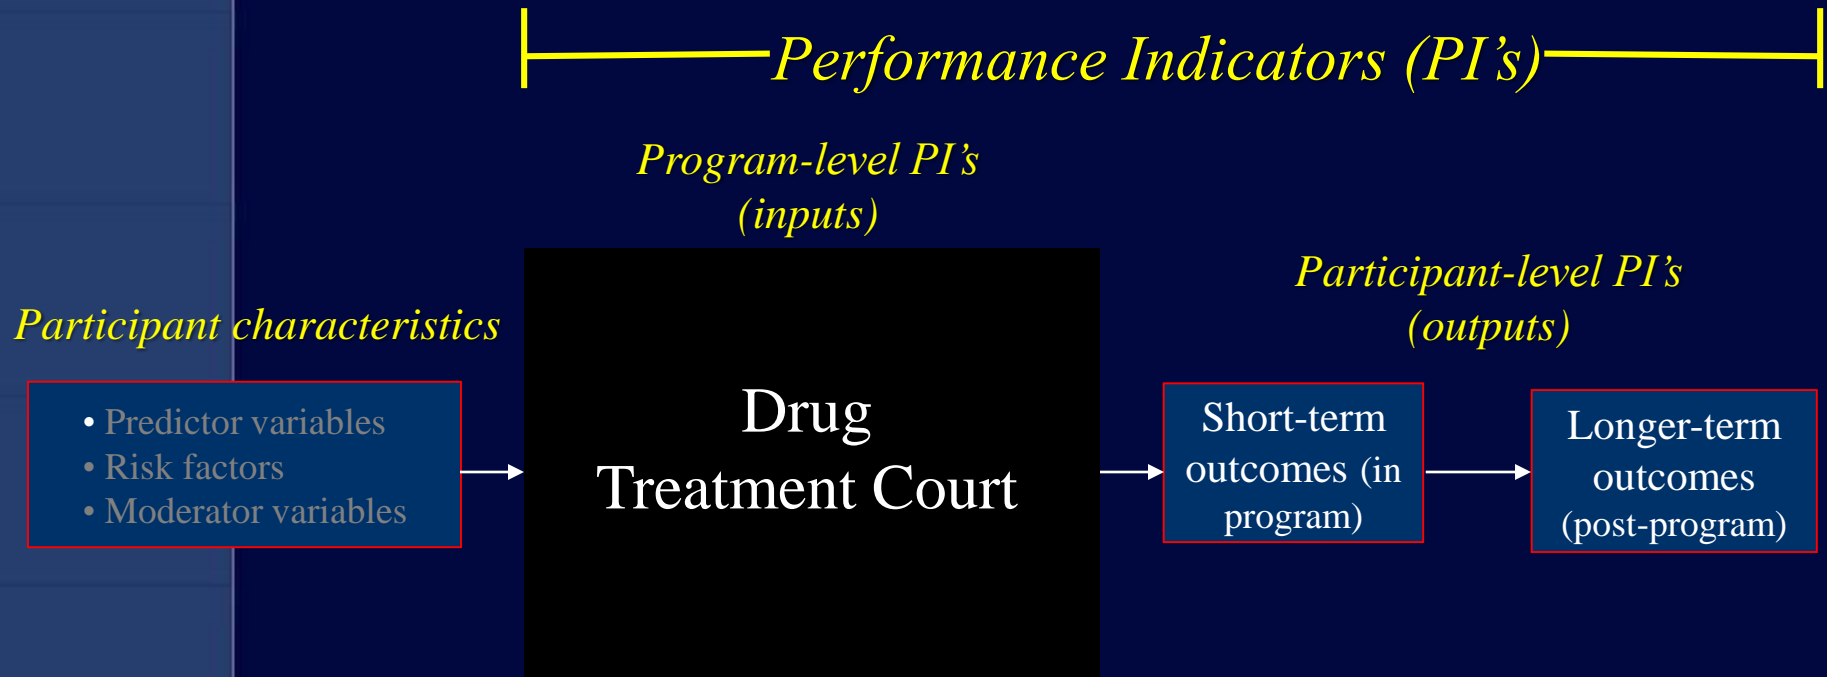 Performance Indicators (PI’s)
Program-level PI’s
(inputs)
Participant-level PI’s
(outputs)
Participant characteristics
• Predictor variables
• Risk factors
• Moderator variables
Drug
Treatment Court
Short-term
outcomes (in
program)
Longer-term
outcomes
(post-program)